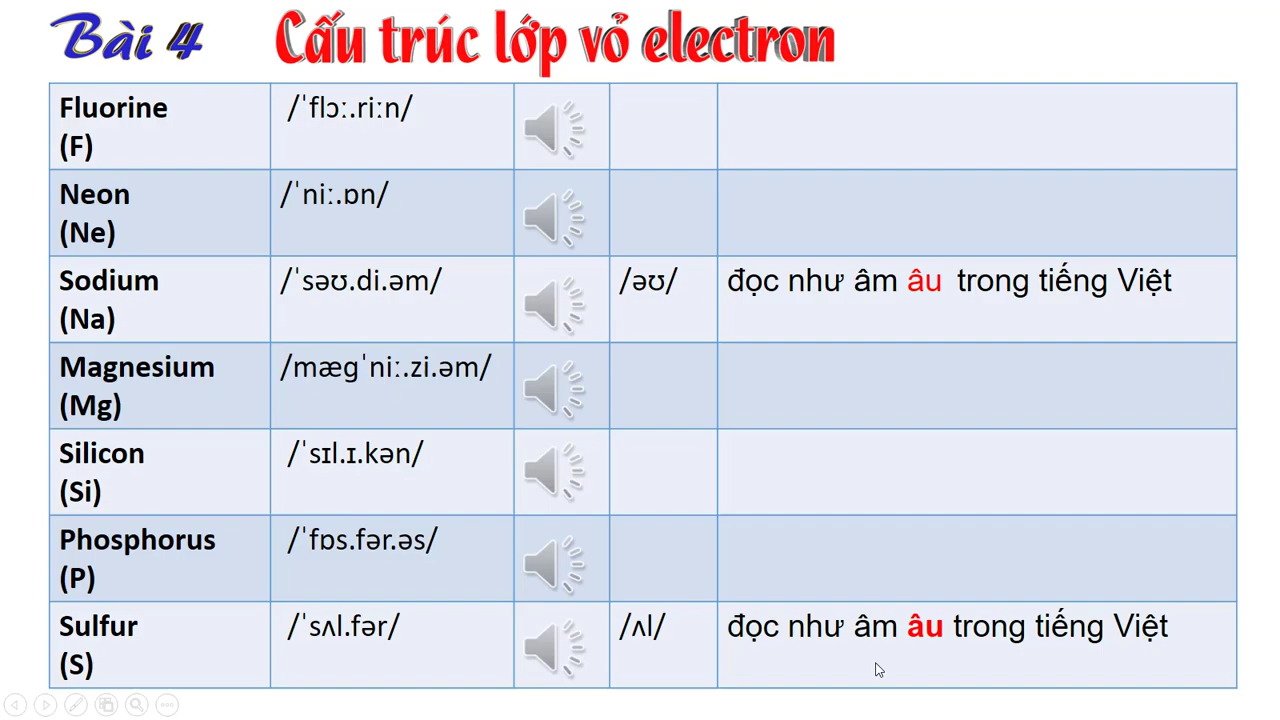 Bài 4 Cấu trúc lớp vỏ electron
Fluorine /ˈflɔː.riːn/
(F)
Neon /ˈniː.ɒn/
(Ne)
Sodium /ˈsəʊ.di.əm/ /əʊ/ đọc như âm âu trong tiếng Việt
(Na)
Magnesium /mæɡˈniː.zi.əm/
(Mg)
Silicon /ˈsɪl.ɪ.kən/
(Si)
Phosphorus /ˈfɒs.fər.əs/
(P)
Sulfur /ˈsʌl.fər/ /ʌl/ đọc như âm âu trong tiếng Việt
(S)